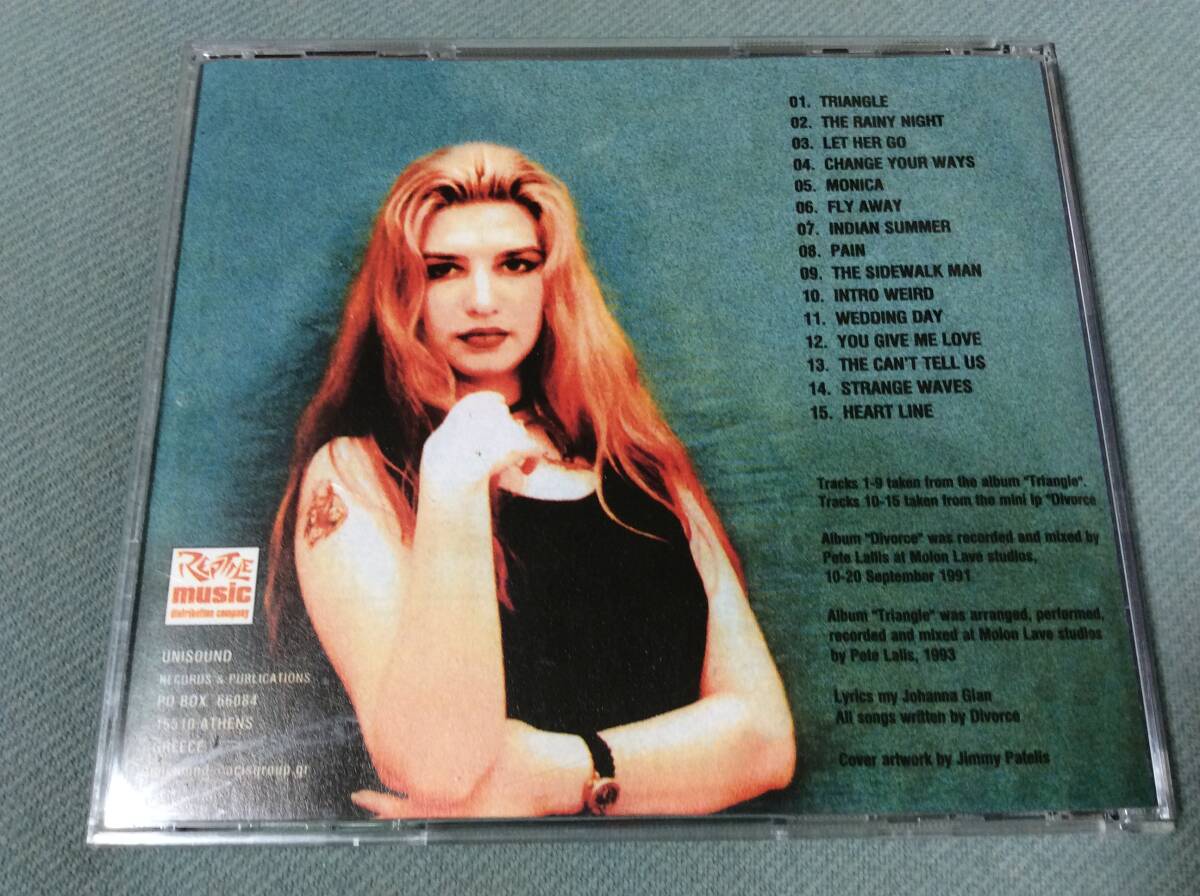 01. TRIANGLE
02. THE RAINY NIGHT
03. LET HER GO
04. CHANGE YOUR WAYS
05. MONICA
06. FLY AWAY
07. INDIAN SUMMER
08. PAIN
09. THE SIDEWALK MAN
10. INTRO WEIRD
11. WEDDING DAY
12. YOU GIVE ME LOVE
13. THE CAN'T TELL US
14. STRANGE WAVES
15. HEART LINE
Tracks 1-9 taken from the album "Triangle".
Tracks 10-15 taken from the mini lp "Divorce
Album "Divorce" was recorded and mixed by
Pete Lallis at Molon Lave studios,
10-20 September 1991
Album "Triangle" was arranged, performed,
recorded and mixed at Molon Lave studios
by Pete Lalis, 1993
Lyrics my Johanna Gian
All songs written by Divorce
Cover artwork by Jimmy Patelis
REPTILE
music
distribution company
UNISOUND
RECORDS & PUBLICATIONS
PO BOX 66084
15510 ATHENS
GREECE